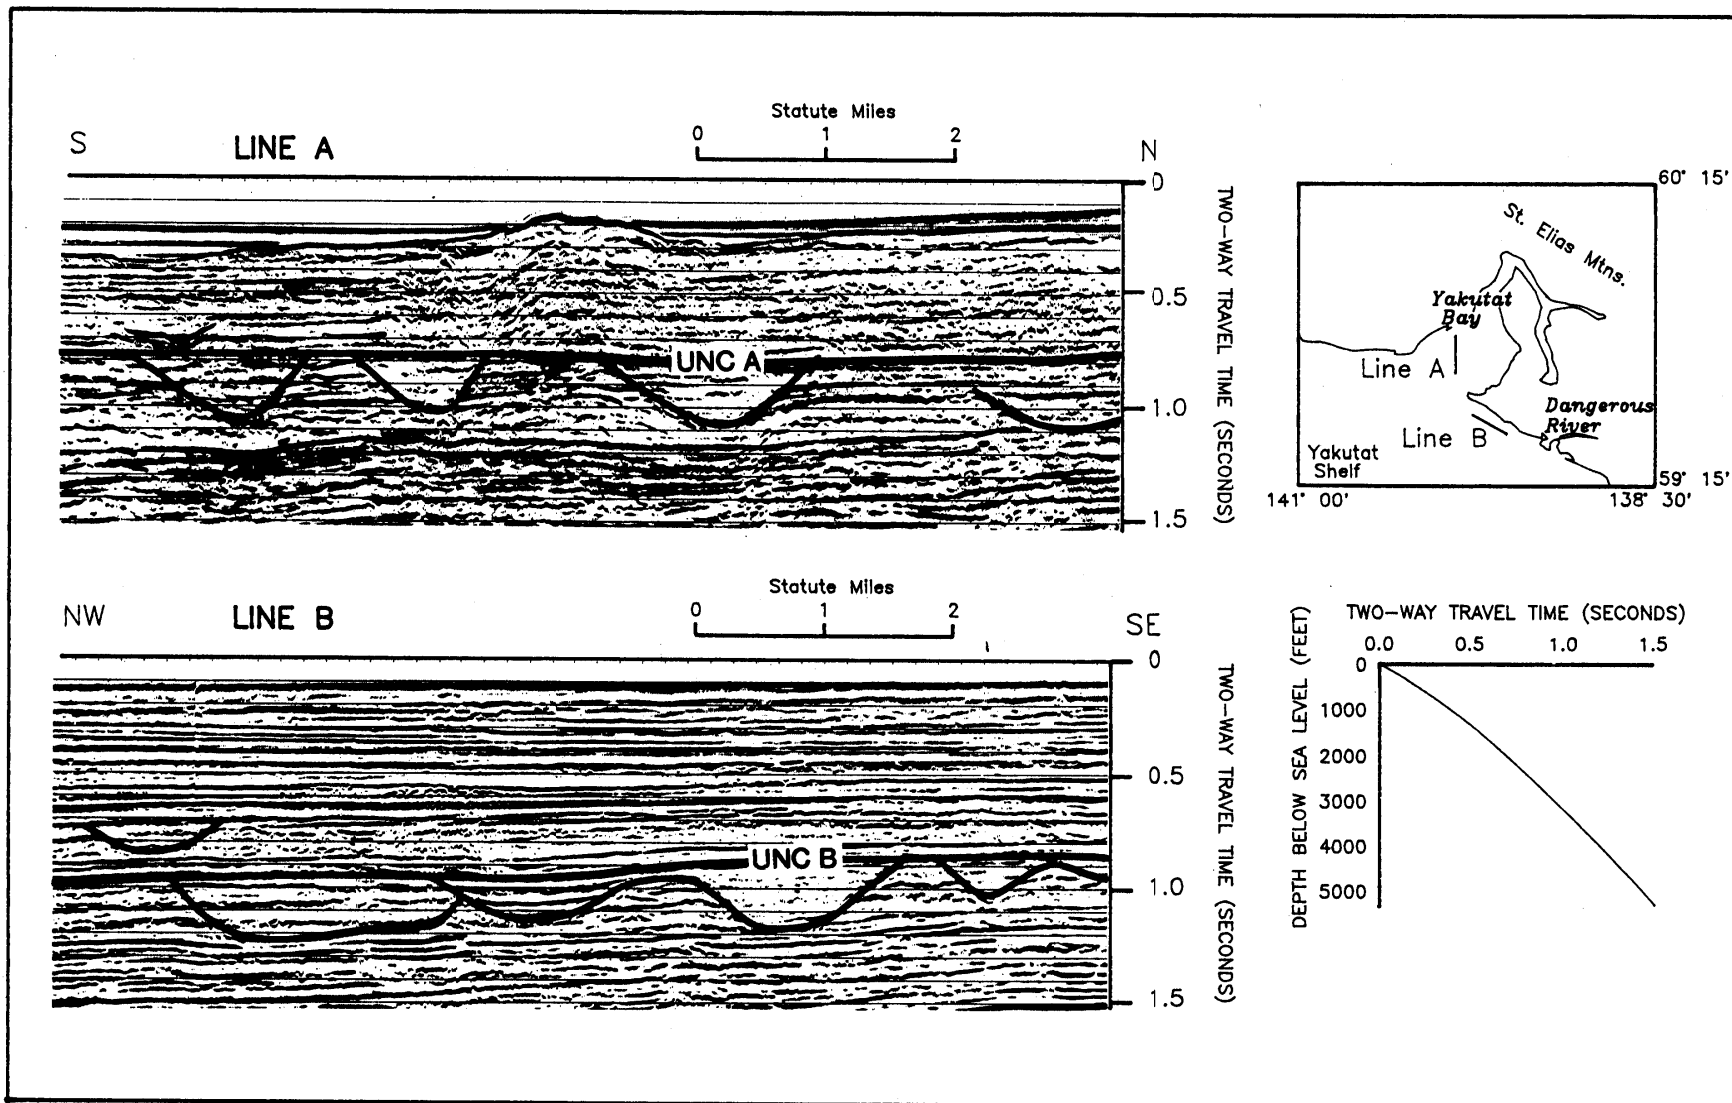 Statute Miles
0 1 2
S LINE A N
0
0.5
1.0
1.5
TWO-WAY TRAVEL TIME (SECONDS)
UNC A
60° 15'
St. Elias Mtns.
Yakutat
Bay
Line A
Dangerous
River
Line B
Yakutat
Shelf
59° 15'
141° 00' 138° 30'
Statute Miles
0 1 2
NW LINE B SE
0
0.5
1.0
1.5
TWO-WAY TRAVEL TIME (SECONDS)
UNC B
TWO-WAY TRAVEL TIME (SECONDS)
0.0 0.5 1.0 1.5
DEPTH BELOW SEA LEVEL (FEET)
0
1000
2000
3000
4000
5000